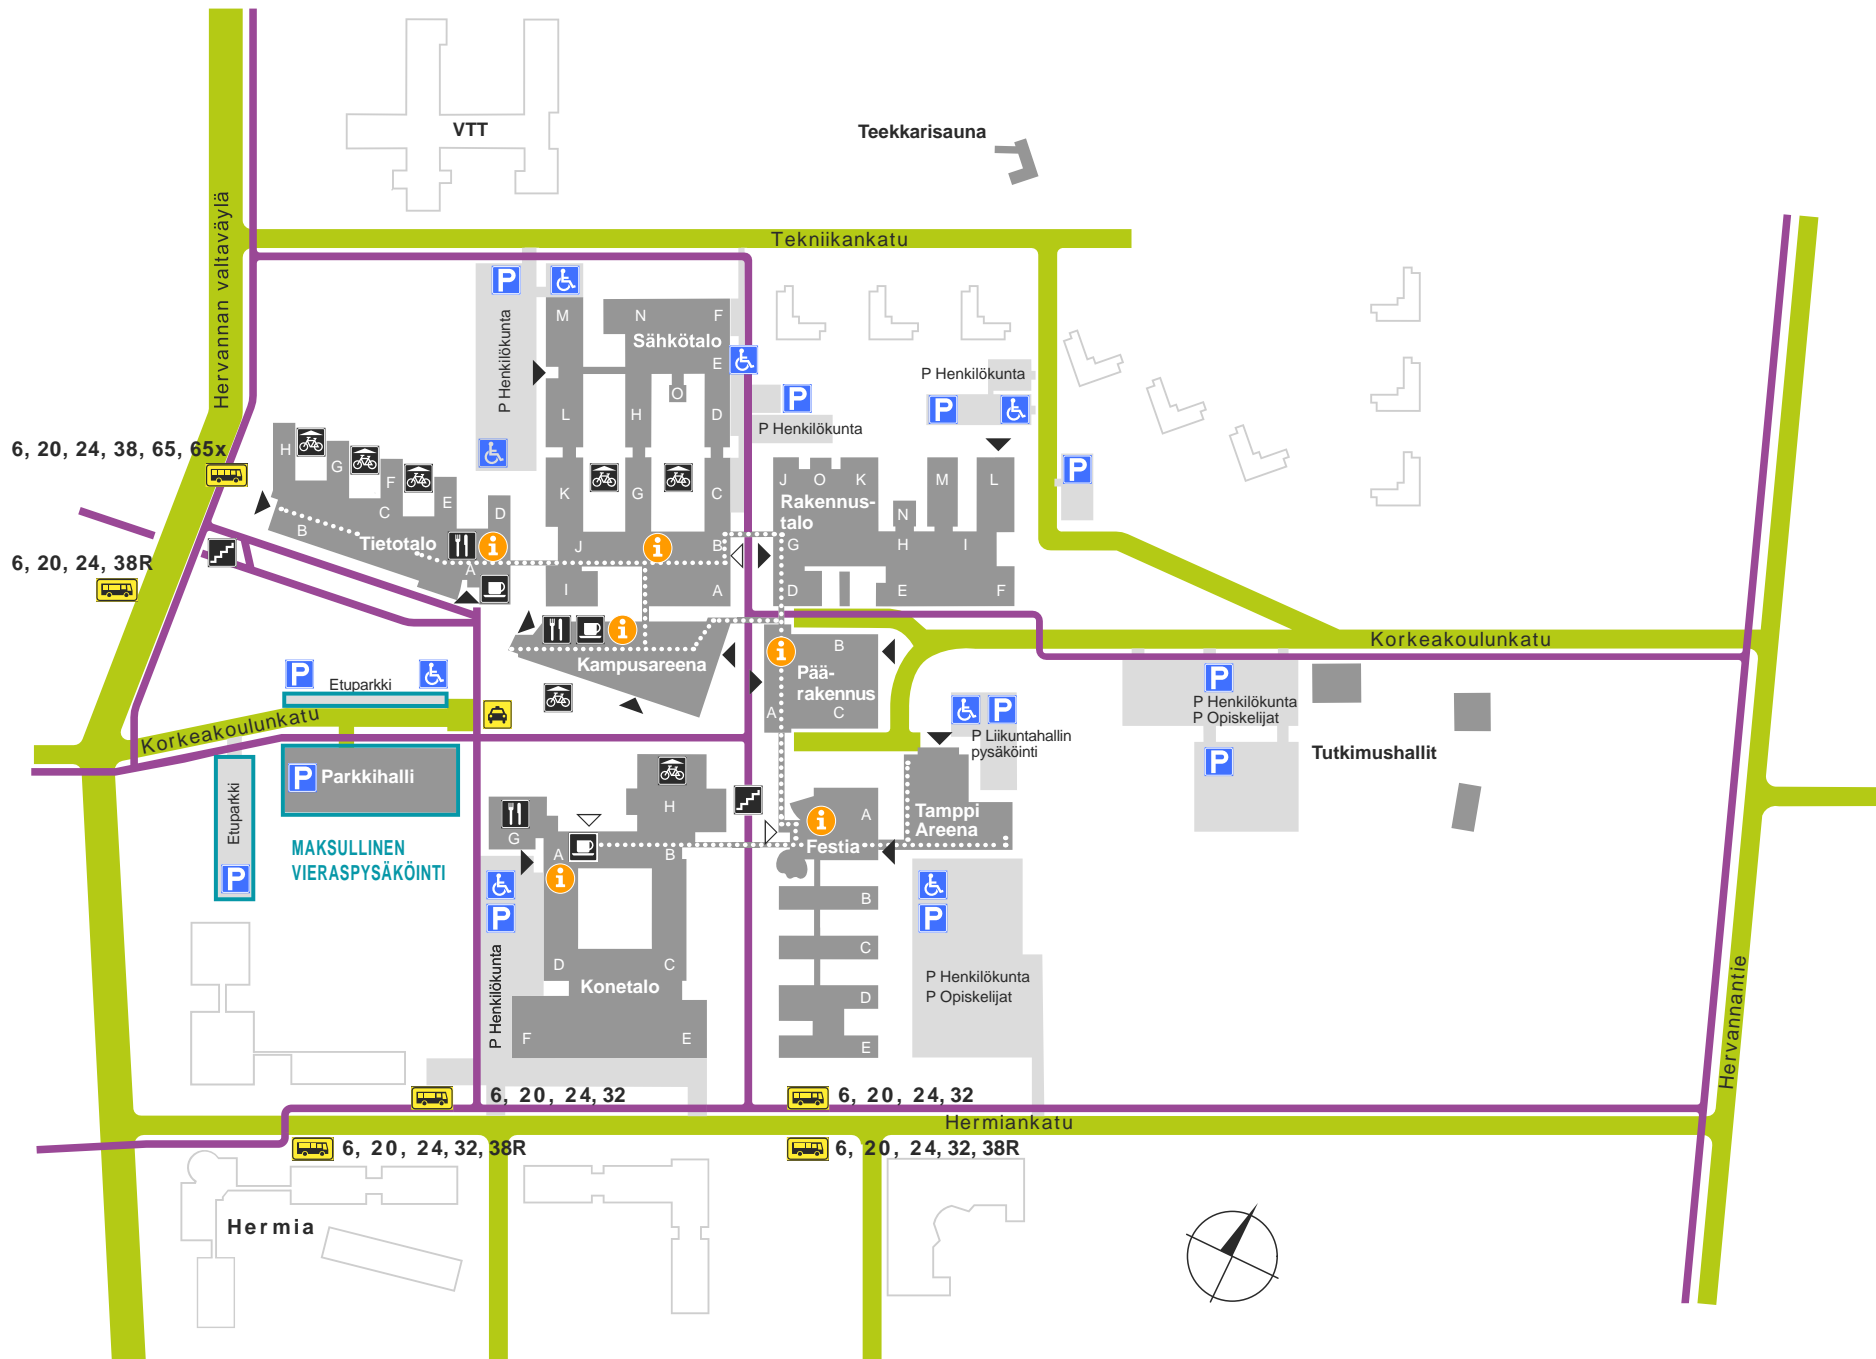 VTT
Teekkarisauna
Tekniikankatu
Hervannan valtaväylä
P
P Henkilökunta
M
N
F
Sähkötalo
E
O
L
H
D
K
G
C
J
B
I
A
P
P Henkilökunta
P Henkilökunta
P
P
6, 20, 24, 38, 65, 65x
H
G
F
C
E
D
B
Tietotalo
i
A
6, 20, 24, 38R
i
J
O
K
M
L
Rakennus-
talo
N
G
H
I
D
E
F
i
Kampusareena
i
B
Pää-
rakennus
A
C
Korkeakoulunkatu
P
Etuparkki
Korkeakoulunkatu
P
Parkkihalli
Etuparkki
P
MAKSULLINEN
VIERASPYSÄKÖINTI
P
P Liikuntahallin
pysäköinti
P
P Henkilökunta
P Opiskelijat
P
Tutkimushallit
H
G
A
B
i
D
C
Konetalo
F
E
P
P Henkilökunta
i
A
Festia
B
C
D
E
Tamppi
Areena
P
P Henkilökunta
P Opiskelijat
Hervannantie
6, 20, 24, 32
6, 20, 24, 32
Hermiankatu
6, 20, 24, 32, 38R
6, 20, 24, 32, 38R
Hermia